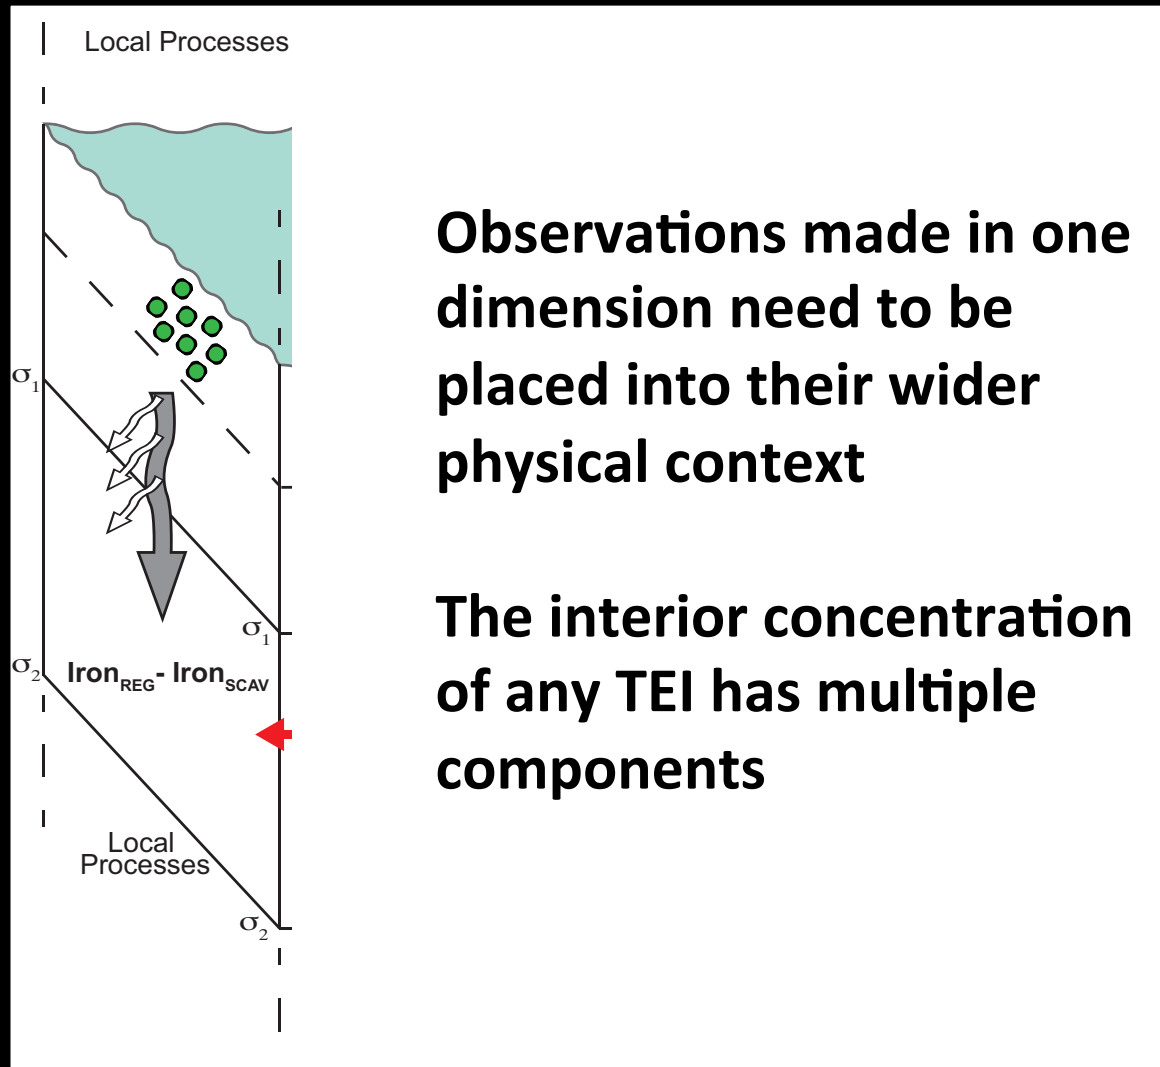 Local Processes
σ1
σ1
σ2
IronREG- IronSCAV
Local
Processes
σ2
Observations made in one
dimension need to be
placed into their wider
physical context
The interior concentration
of any TEI has multiple
components